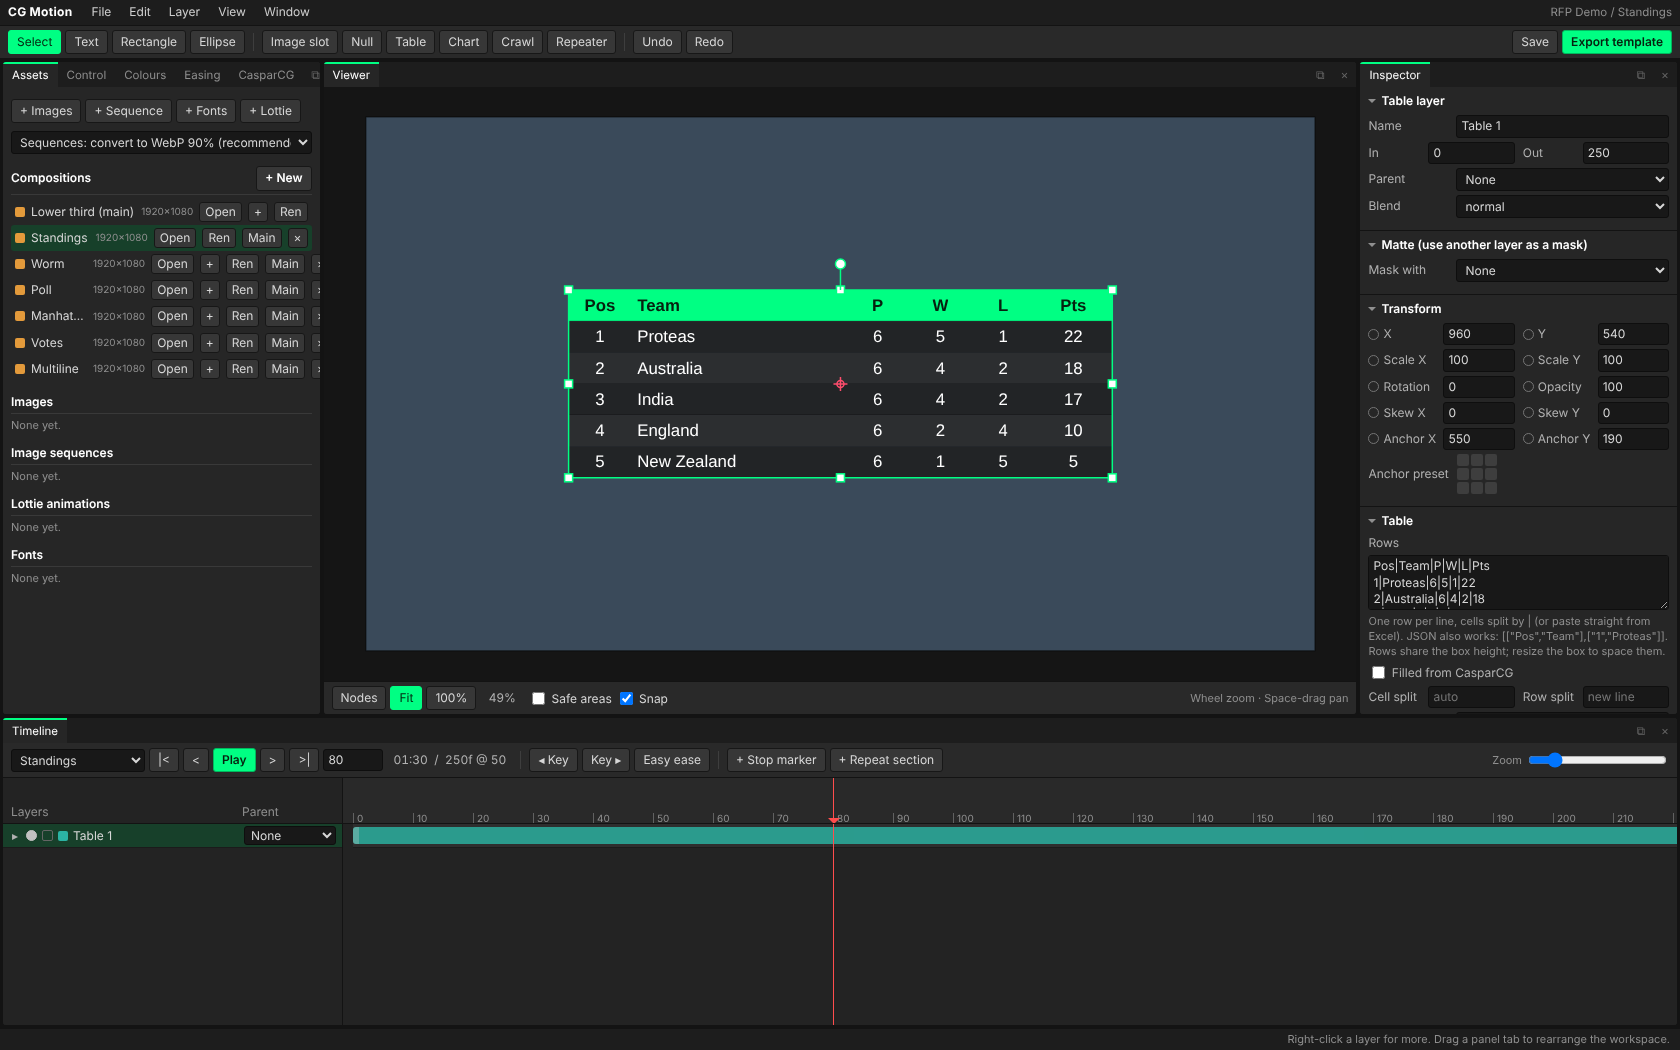 CG Motion File Edit Layer View Window RFP Demo / Standings
Select Text Rectangle Ellipse Image slot Null Table Chart Crawl Repeater Undo Redo Save Export template
Assets Control Colours Easing CasparCG
+ Images + Sequence + Fonts + Lottie
Sequences: convert to WebP 90% (recommend
Compositions + New
Lower third (main) 1920×1080 Open + Ren
Standings 1920×1080 Open Ren Main ×
Worm 1920×1080 Open + Ren Main
Poll 1920×1080 Open + Ren Main
Manhat... 1920×1080 Open + Ren Main
Votes 1920×1080 Open + Ren Main
Multiline 1920×1080 Open + Ren Main
Images
None yet.
Image sequences
None yet.
Lottie animations
None yet.
Fonts
None yet.
Viewer ×
Pos Team P W L Pts
1 Proteas 6 5 1 22
2 Australia 6 4 2 18
3 India 6 4 2 17
4 England 6 2 4 10
5 New Zealand 6 1 5 5
Nodes Fit 100% 49% Safe areas Snap Wheel zoom · Space-drag pan
Inspector ×
Table layer
Name Table 1
In 0 Out 250
Parent None
Blend normal
Matte (use another layer as a mask)
Mask with None
Transform
X 960 Y 540
Scale X 100 Scale Y 100
Rotation 0 Opacity 100
Skew X 0 Skew Y 0
Anchor X 550 Anchor Y 190
Anchor preset
Table
Rows
Pos|Team|P|W|L|Pts
1|Proteas|6|5|1|22
2|Australia|6|4|2|18
One row per line, cells split by | (or paste straight from
Excel). JSON also works: [["Pos","Team"],["1","Proteas"]].
Rows share the box height; resize the box to space them.
Filled from CasparCG
Cell split auto Row split new line
Timeline ×
Standings |< < Play > >| 80 01:30 / 250f @ 50 ◂ Key Key ▸ Easy ease + Stop marker + Repeat section Zoom
Layers Parent 0 10 20 30 40 50 60 70 80 90 100 110 120 130 140 150 160 170 180 190 200 210
Table 1 None
Right-click a layer for more. Drag a panel tab to rearrange the workspace.